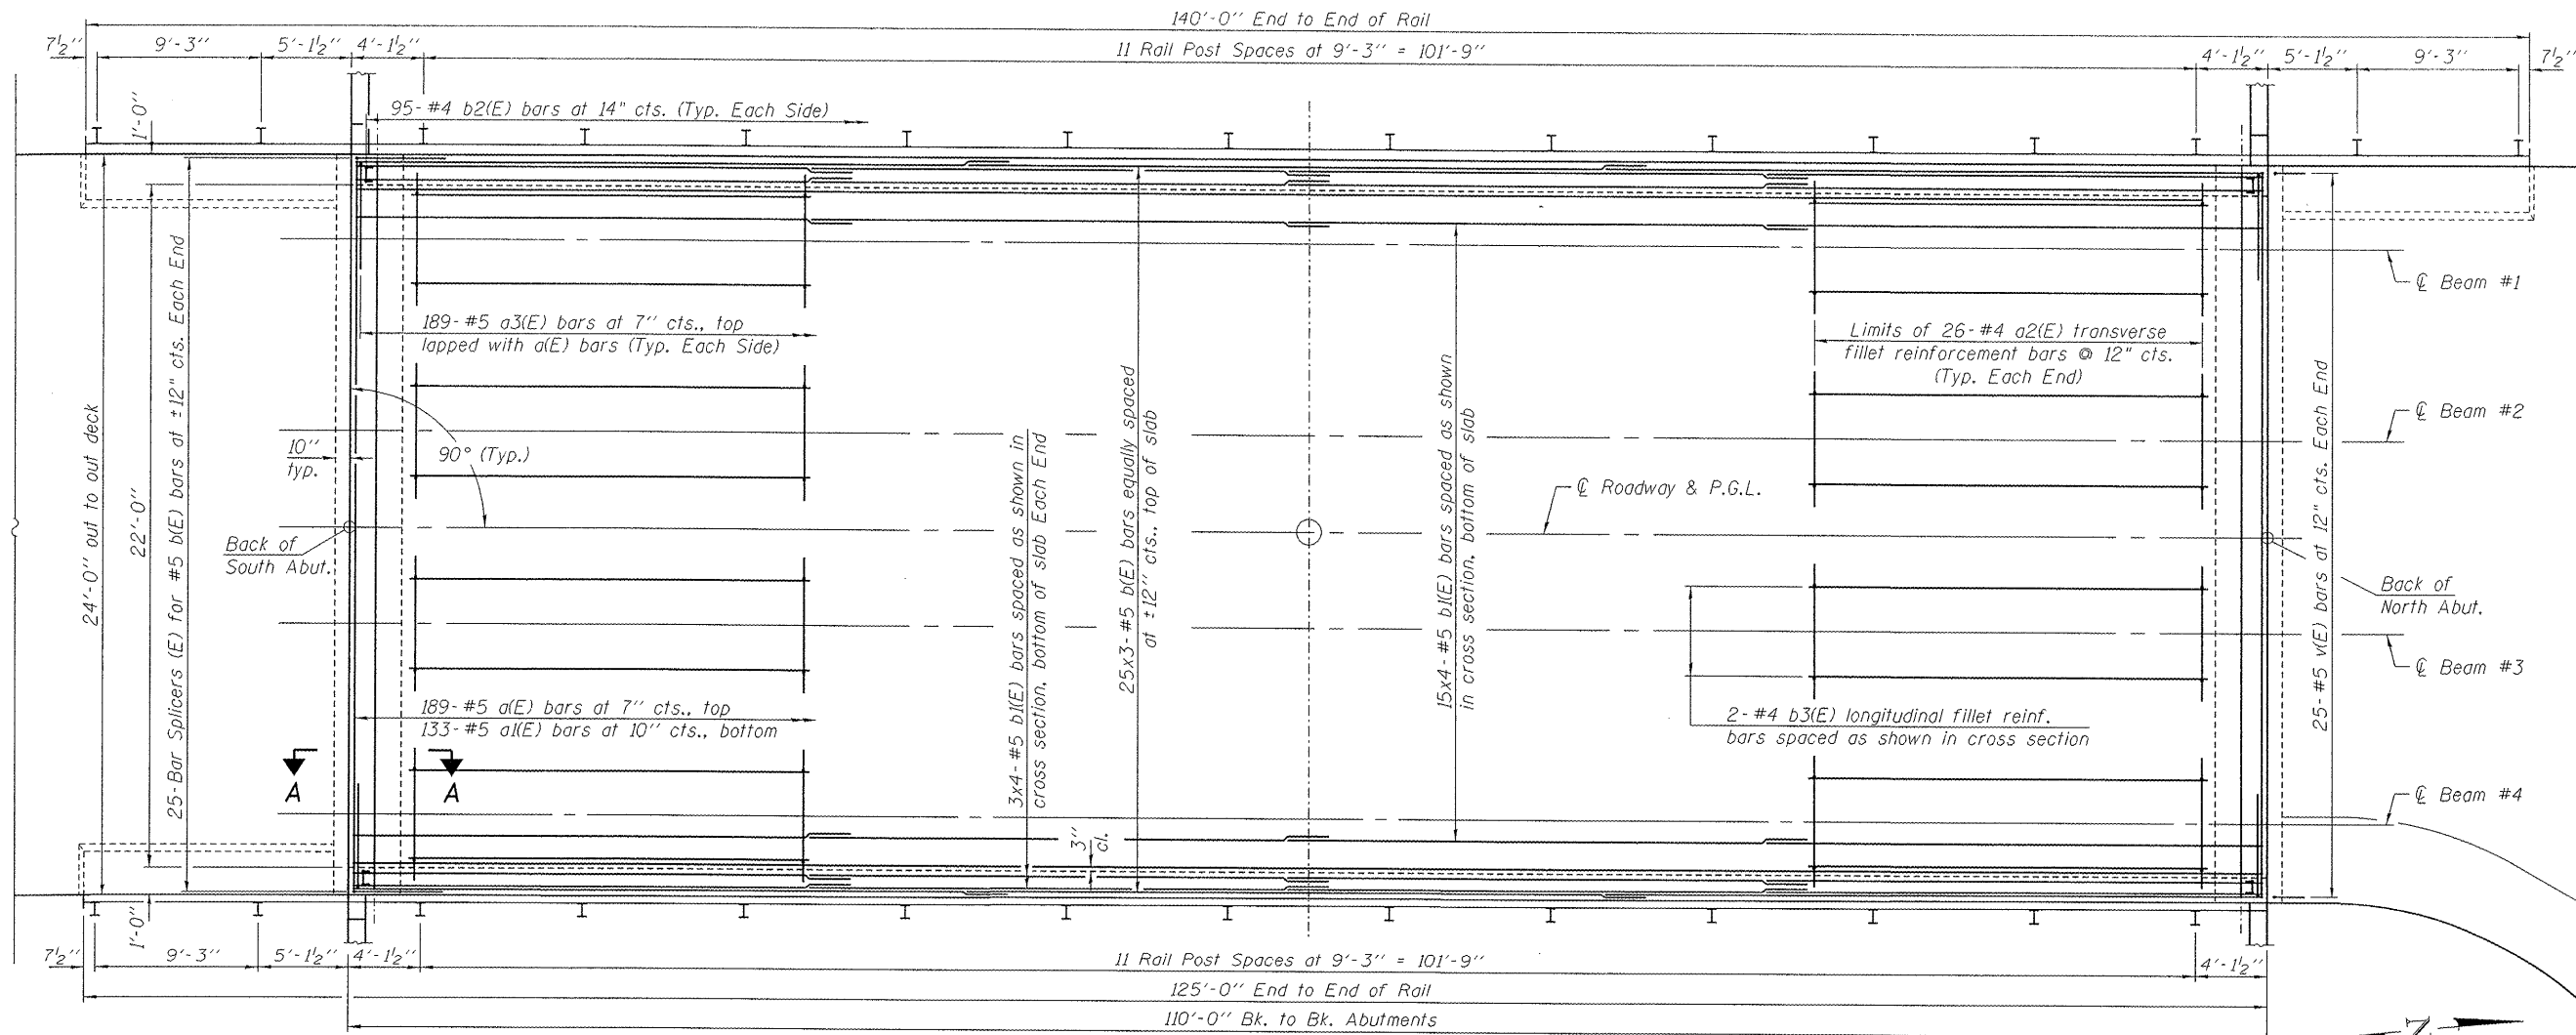 140'-0" End to End of Rail
7½" 9'-3" 5'-1½" 4'-1½" 11 Rail Post Spaces at 9'-3" = 101'-9" 4'-1½" 5'-1½" 9'-3" 7½"
1'-0"
95-#4 b2(E) bars at 14" cts. (Typ. Each Side)
24'-0" out to out deck
22'-0"
25-Bar Splicers (E) for #5 b(E) bars at ±12" cts. Each End
189-#5 a3(E) bars at 7" cts., top
lapped with a(E) bars (Typ. Each Side)
Limits of 26-#4 a2(E) transverse
fillet reinforcement bars @ 12" cts.
(Typ. Each End)
℄ Beam #1
℄ Beam #2
10"
typ.
90° (Typ.)
℄ Roadway & P.G.L.
Back of
South Abut.
3x4-#5 b1(E) bars spaced as shown in
cross section, bottom of slab Each End
25x3-#5 b(E) bars equally spaced
at ±12" cts., top of slab
15x4-#5 b1(E) bars spaced as shown
in cross section, bottom of slab
25-#5 v(E) bars at 12" cts. Each End
Back of
North Abut.
℄ Beam #3
189-#5 a(E) bars at 7" cts., top
133-#5 a1(E) bars at 10" cts., bottom
2-#4 b3(E) longitudinal fillet reinf.
bars spaced as shown in cross section
A A
℄ Beam #4
3"
cl.
1'-0"
7½" 9'-3" 5'-1½" 4'-1½" 11 Rail Post Spaces at 9'-3" = 101'-9" 4'-1½"
125'-0" End to End of Rail
110'-0" Bk. to Bk. Abutments
Z